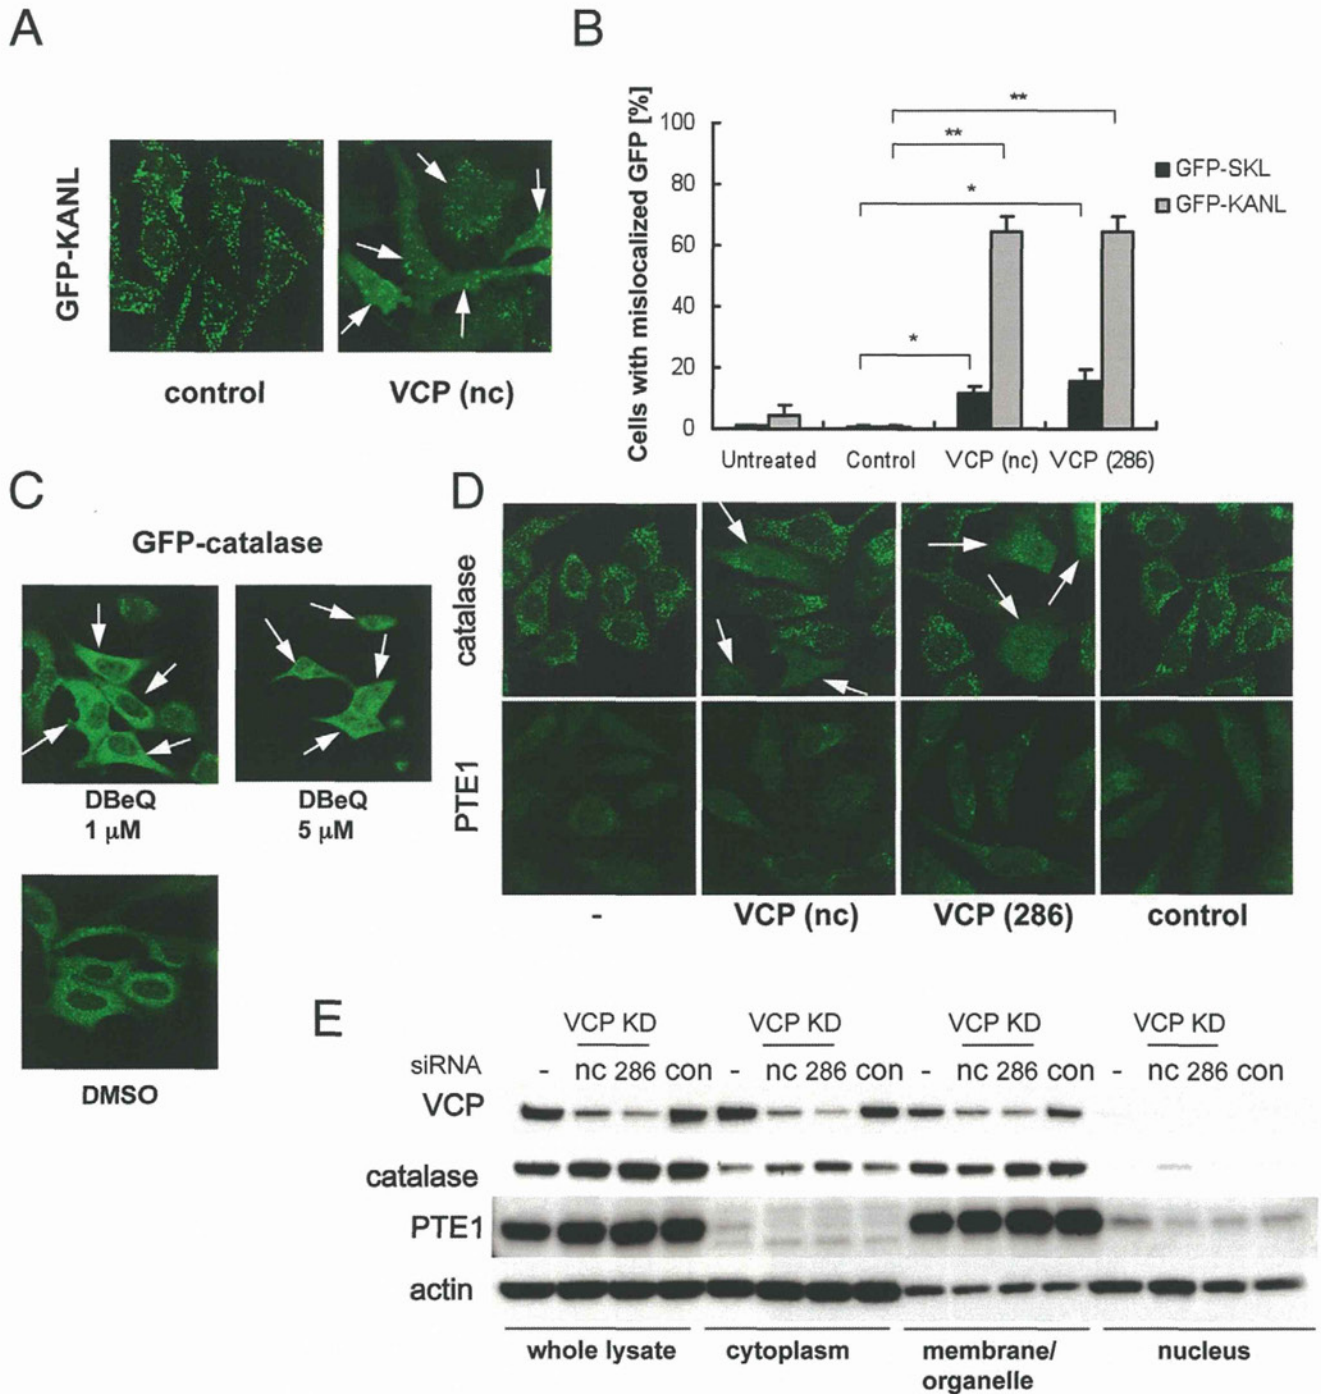 A
GFP-KANL
control
VCP (nc)
B
Cells with mislocalized GFP [%]
100
80
60
40
20
0
**
**
*
*
GFP-SKL
GFP-KANL
Untreated
Control
VCP (nc)
VCP (286)
C
GFP-catalase
DBeQ
1 μM
DBeQ
5 μM
DMSO
D
catalase
PTE1
-
VCP (nc)
VCP (286)
control
E
VCP KD VCP KD VCP KD VCP KD
siRNA - nc 286 con - nc 286 con - nc 286 con - nc 286 con
VCP
catalase
PTE1
actin
whole lysate
cytoplasm
membrane/
organelle
nucleus